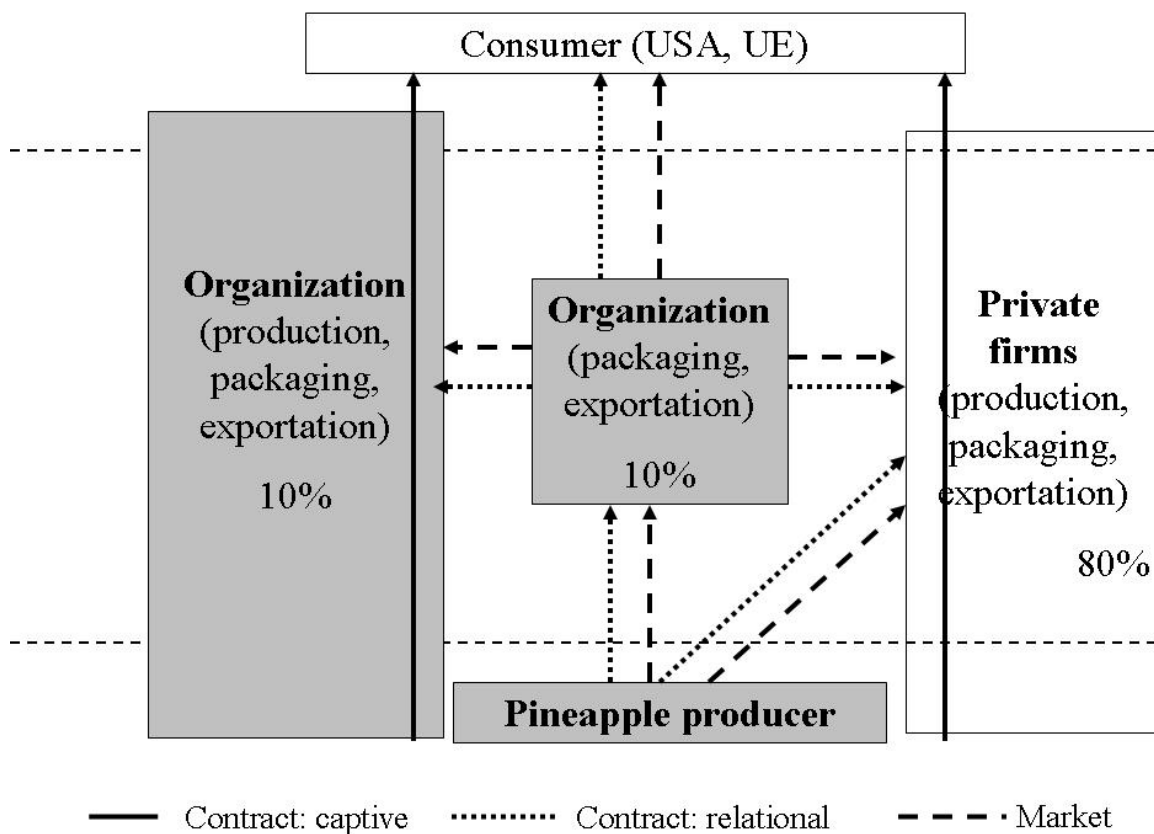 Consumer (USA, UE)
Organization
(production,
packaging,
exportation)
10%
Organization
(packaging,
exportation)
10%
Private
firms
(production,
packaging,
exportation)
80%
Pineapple producer
Contract: captive
Contract: relational
Market